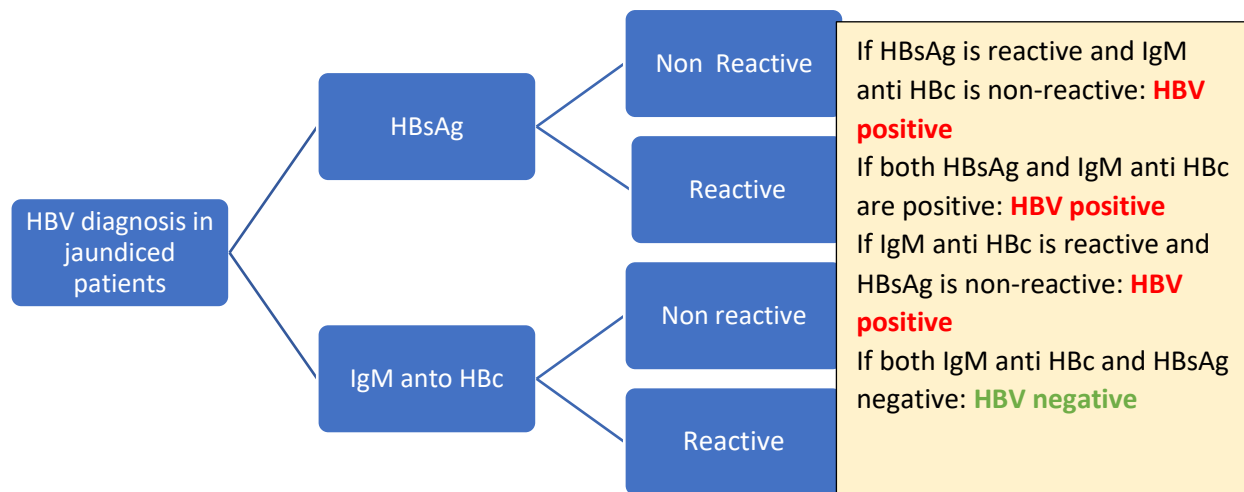 HBV diagnosis in
jaundiced
patients
HBsAg
IgM anto HBc
Non  Reactive
Reactive
Non reactive
Reactive
If HBsAg is reactive and IgM
anti HBc is non-reactive: HBV
positive
If both HBsAg and IgM anti HBc
are positive: HBV positive
If IgM anti HBc is reactive and
HBsAg is non-reactive: HBV
positive
If both IgM anti HBc and HBsAg
negative: HBV negative